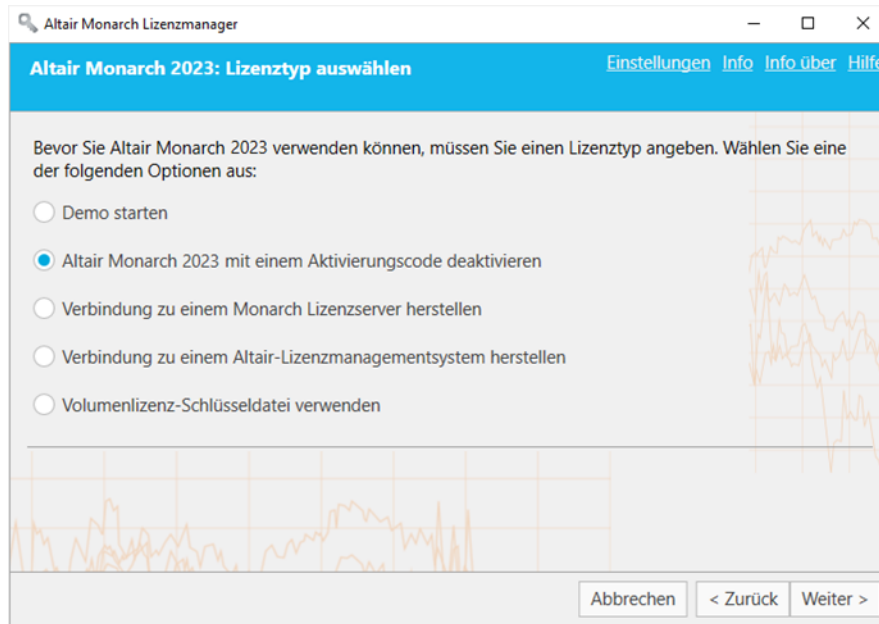 Altair Monarch Lizenzmanager
Altair Monarch 2023: Lizenztyp auswählen
Einstellungen Info Info über Hilfe
Bevor Sie Altair Monarch 2023 verwenden können, müssen Sie einen Lizenztyp angeben. Wählen Sie eine
der folgenden Optionen aus:
Demo starten
Altair Monarch 2023 mit einem Aktivierungscode deaktivieren
Verbindung zu einem Monarch Lizenzserver herstellen
Verbindung zu einem Altair-Lizenzmanagementsystem herstellen
Volumenlizenz-Schlüsseldatei verwenden
Abbrechen < Zurück Weiter >